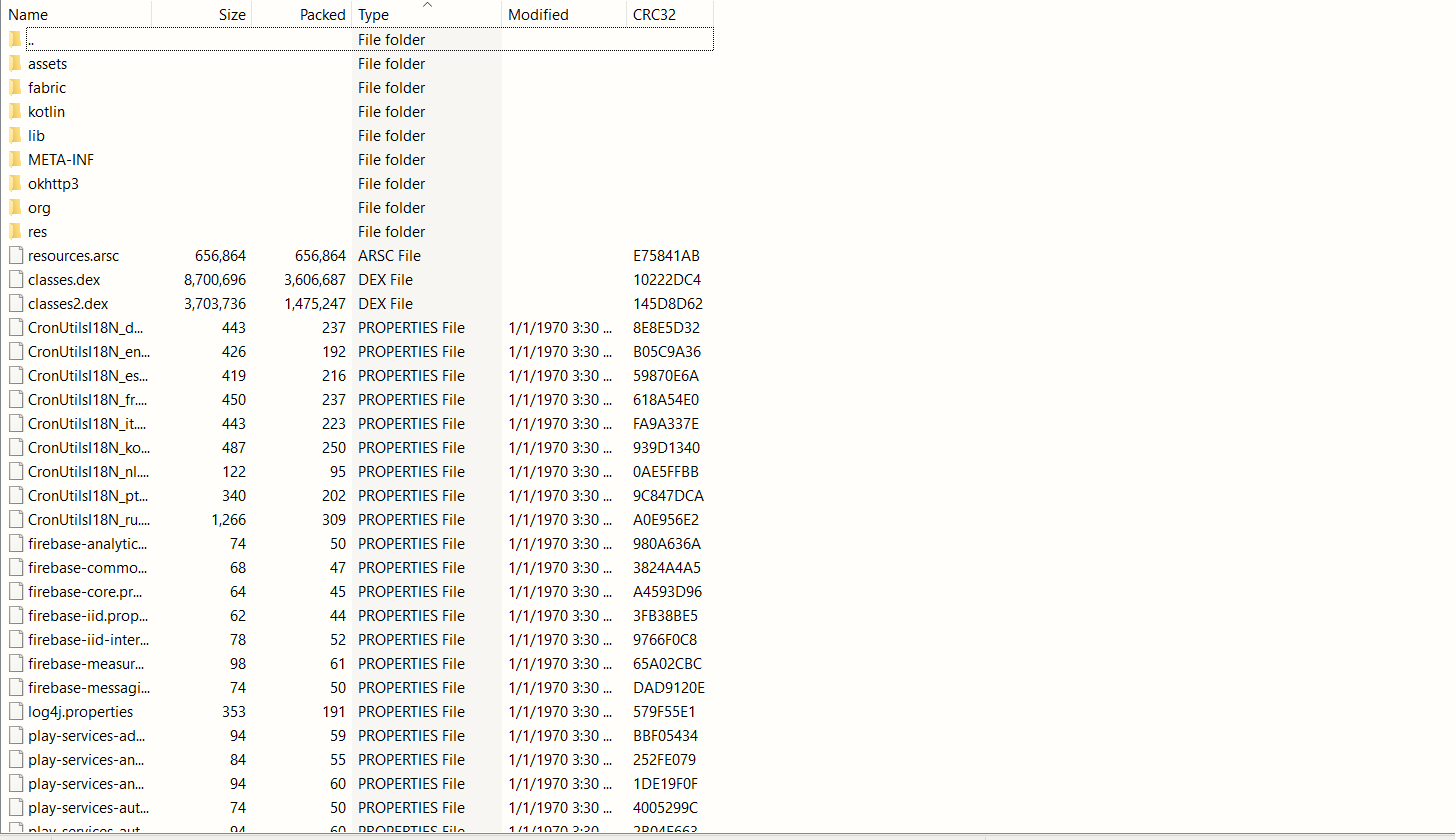 Name Size Packed Type Modified CRC32
.. File folder
assets File folder
fabric File folder
kotlin File folder
lib File folder
META-INF File folder
okhttp3 File folder
org File folder
res File folder
resources.arsc 656,864 656,864 ARSC File E75841AB
classes.dex 8,700,696 3,606,687 DEX File 10222DC4
classes2.dex 3,703,736 1,475,247 DEX File 145D8D62
CronUtilsI18N_d... 443 237 PROPERTIES File 1/1/1970 3:30 ... 8E8E5D32
CronUtilsI18N_en... 426 192 PROPERTIES File 1/1/1970 3:30 ... B05C9A36
CronUtilsI18N_es... 419 216 PROPERTIES File 1/1/1970 3:30 ... 59870E6A
CronUtilsI18N_fr.... 450 237 PROPERTIES File 1/1/1970 3:30 ... 618A54E0
CronUtilsI18N_it.... 443 223 PROPERTIES File 1/1/1970 3:30 ... FA9A337E
CronUtilsI18N_ko... 487 250 PROPERTIES File 1/1/1970 3:30 ... 939D1340
CronUtilsI18N_nl.... 122 95 PROPERTIES File 1/1/1970 3:30 ... 0AE5FFBB
CronUtilsI18N_pt... 340 202 PROPERTIES File 1/1/1970 3:30 ... 9C847DCA
CronUtilsI18N_ru.... 1,266 309 PROPERTIES File 1/1/1970 3:30 ... A0E956E2
firebase-analytic... 74 50 PROPERTIES File 1/1/1970 3:30 ... 980A636A
firebase-commo... 68 47 PROPERTIES File 1/1/1970 3:30 ... 3824A4A5
firebase-core.pr... 64 45 PROPERTIES File 1/1/1970 3:30 ... A4593D96
firebase-iid.prop... 62 44 PROPERTIES File 1/1/1970 3:30 ... 3FB38BE5
firebase-iid-inter... 78 52 PROPERTIES File 1/1/1970 3:30 ... 9766F0C8
firebase-measur... 98 61 PROPERTIES File 1/1/1970 3:30 ... 65A02CBC
firebase-messagi... 74 50 PROPERTIES File 1/1/1970 3:30 ... DAD9120E
log4j.properties 353 191 PROPERTIES File 1/1/1970 3:30 ... 579F55E1
play-services-ad... 94 59 PROPERTIES File 1/1/1970 3:30 ... BBF05434
play-services-an... 84 55 PROPERTIES File 1/1/1970 3:30 ... 252FE079
play-services-an... 94 60 PROPERTIES File 1/1/1970 3:30 ... 1DE19F0F
play-services-aut... 74 50 PROPERTIES File 1/1/1970 3:30 ... 4005299C
play-services-aut... 94 60 PROPERTIES File 1/1/1970 3:30 ... 2B04E663